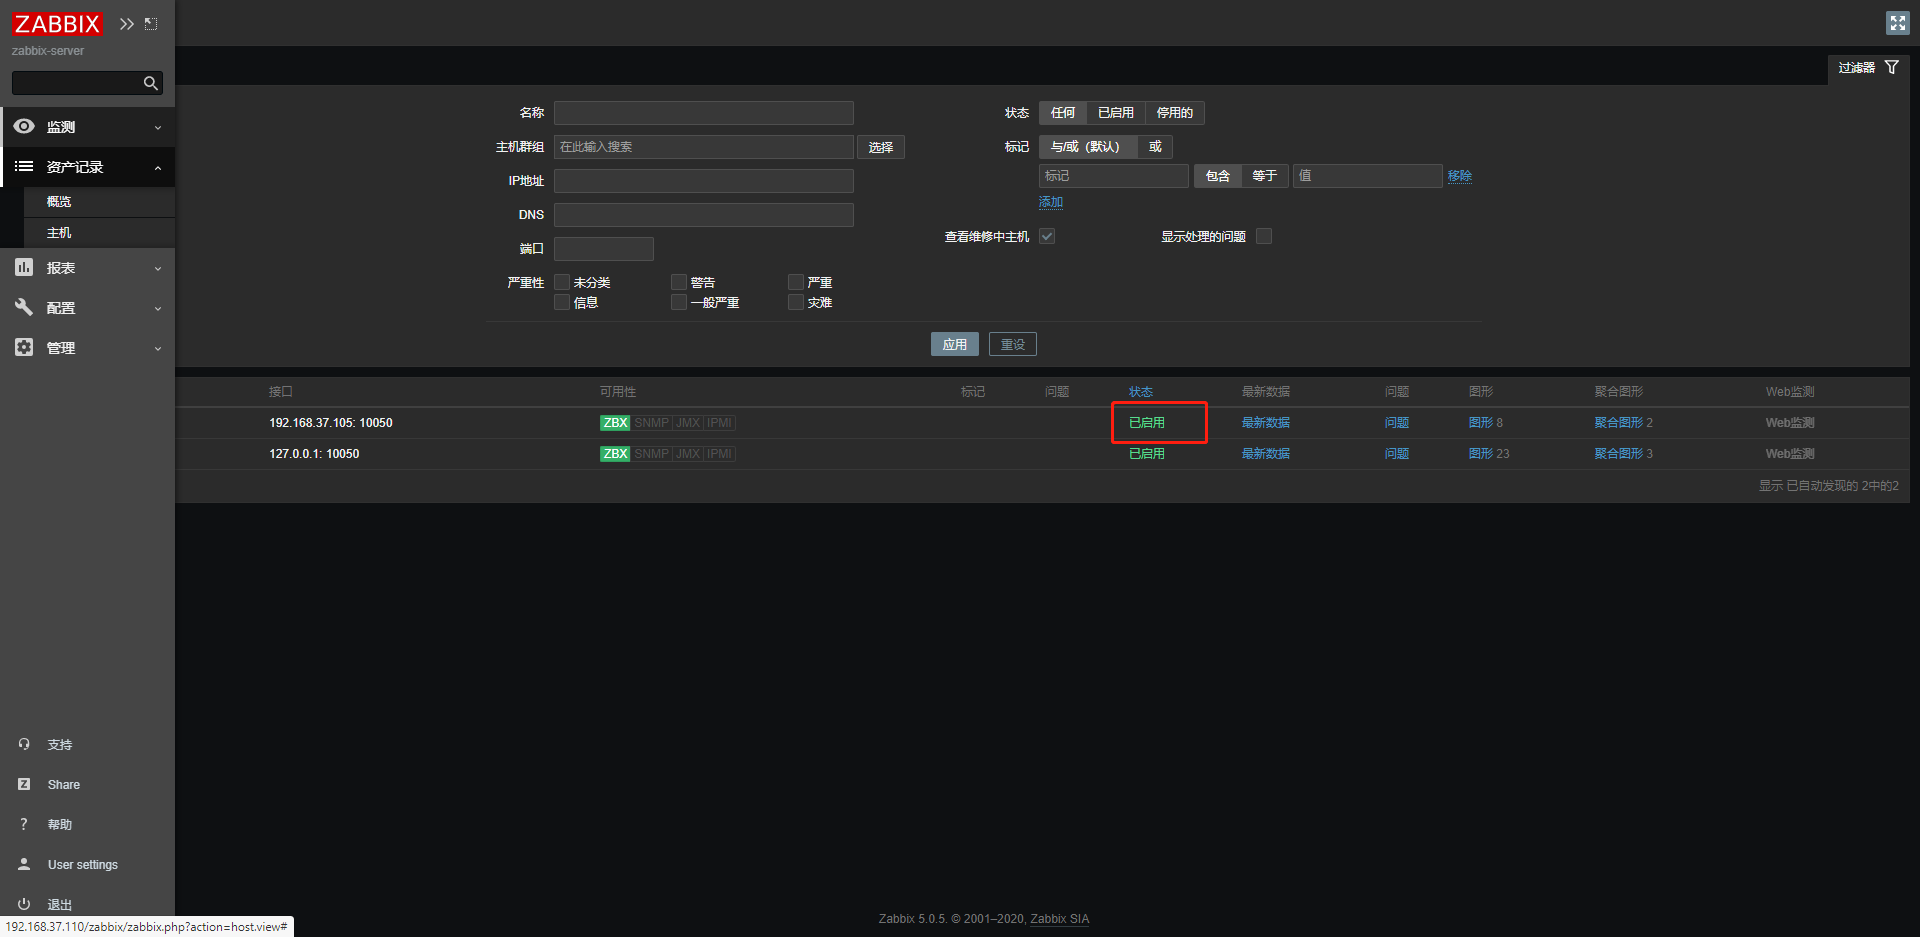 ZABBIX
zabbix-server
监测
资产记录
概览
主机
报表
配置
管理
支持
Share
帮助
User settings
退出
192.168.37.110/zabbix/zabbix.php?action=host.view#
过滤器
名称
主机群组 在此输入搜索 选择
IP地址
DNS
端口
严重性 未分类 警告 严重
信息 一般严重 灾难
状态 任何 已启用 停用的
标记 与/或（默认） 或
标记 包含 等于 值 移除
添加
查看维修中主机 显示处理的问题
应用 重设
接口 可用性 标记 问题 状态 最新数据 问题 图形 聚合图形 Web监测
192.168.37.105: 10050 ZBX SNMP JMX IPMI 已启用 最新数据 问题 图形 8 聚合图形 2 Web监测
127.0.0.1: 10050 ZBX SNMP JMX IPMI 已启用 最新数据 问题 图形 23 聚合图形 3 Web监测
显示 已自动发现的 2中的2
Zabbix 5.0.5. © 2001–2020, Zabbix SIA